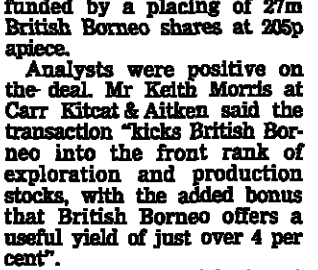 funded by a placing of 27m
British Borneo shares at 205p
apiece.
Analysts were positive on
the deal. Mr Keith Morris at
Carr Kitcat & Aitken said the
transaction "kicks British Bor-
neo into the front rank of
exploration and production
stocks, with the added bonus
that British Borneo offers a
useful yield of just over 4 per
cent".